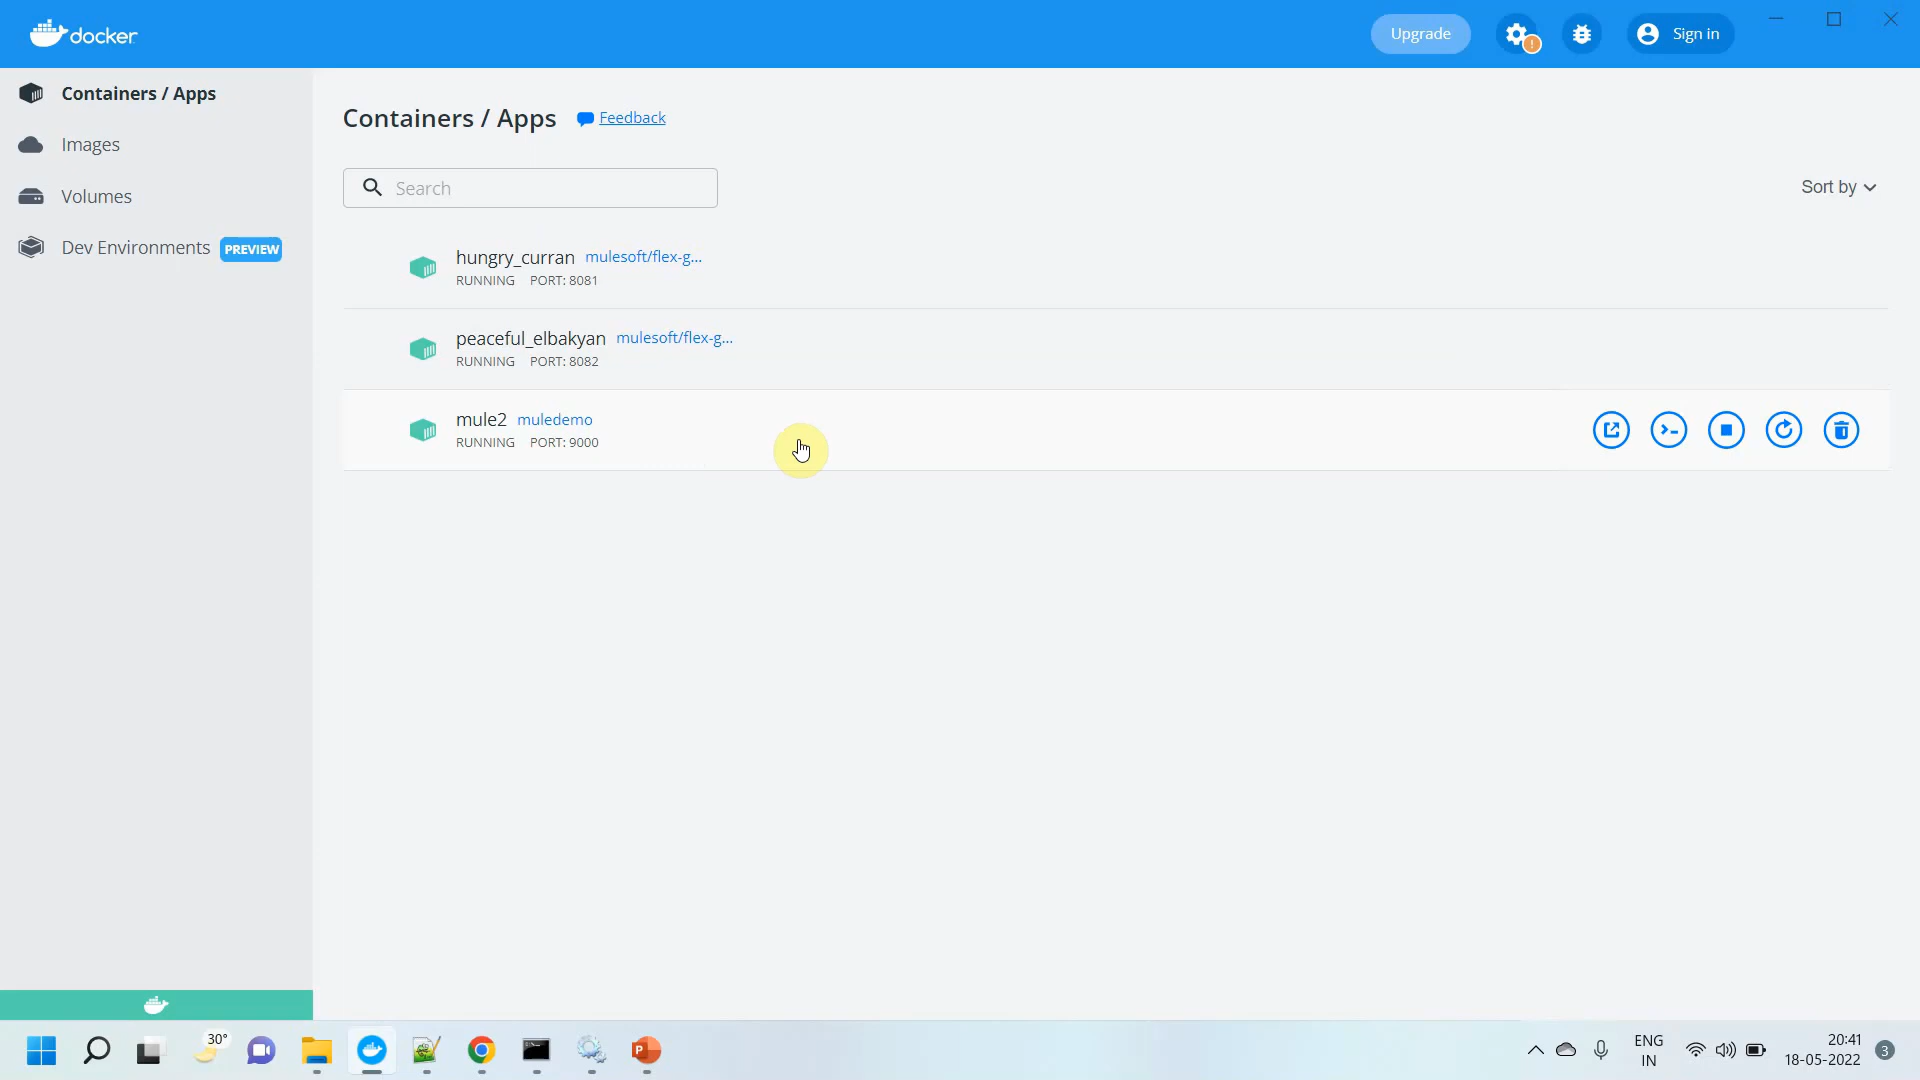 docker
Upgrade
!
Sign in
Containers / Apps
Images
Volumes
Dev Environments PREVIEW
Containers / Apps Feedback
Search
Sort by
hungry_curran mulesoft/flex-g...
RUNNING PORT: 8081
peaceful_elbakyan mulesoft/flex-g...
RUNNING PORT: 8082
mule2 muledemo
RUNNING PORT: 9000
30°
P
ENG
IN
20:41
18-05-2022
3